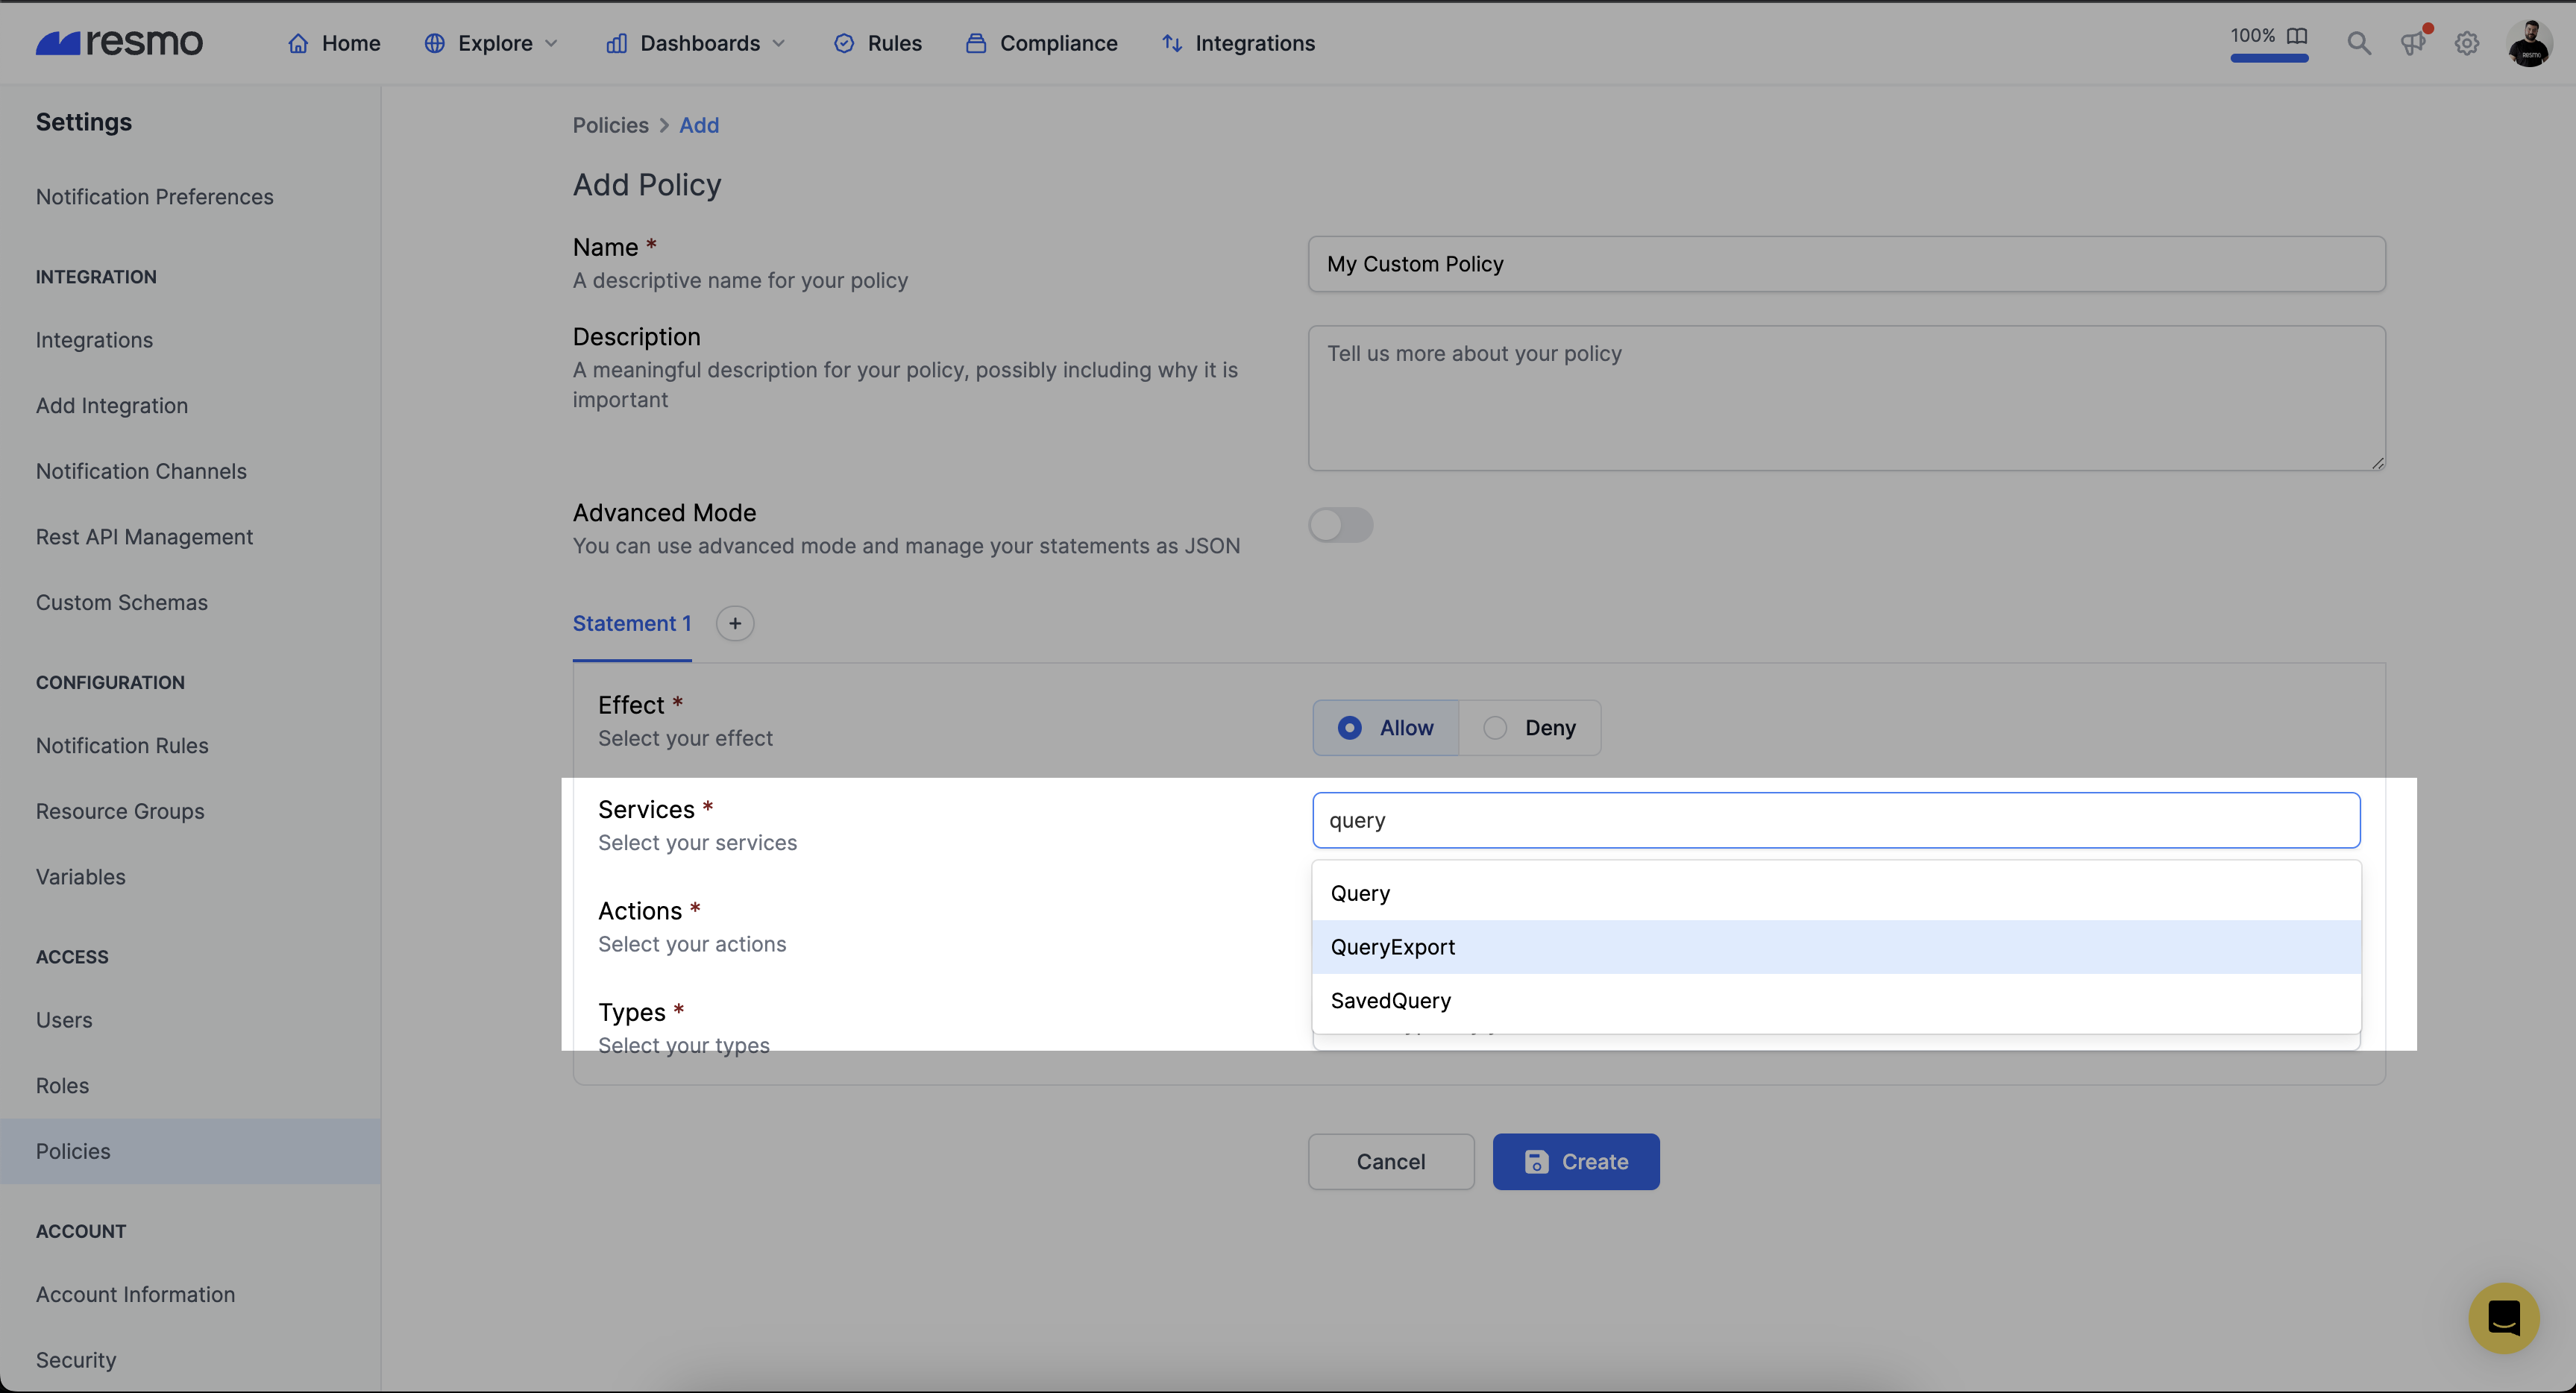 resmo
Home
Explore
Dashboards
Rules
Compliance
Integrations
100%
Settings
Notification Preferences
INTEGRATION
Integrations
Add Integration
Notification Channels
Rest API Management
Custom Schemas
CONFIGURATION
Notification Rules
Resource Groups
Variables
ACCESS
Users
Roles
Policies
ACCOUNT
Account Information
Security
Policies > Add
Add Policy
Name *
A descriptive name for your policy
My Custom Policy
Description
A meaningful description for your policy, possibly including why it is
important
Tell us more about your policy
Advanced Mode
You can use advanced mode and manage your statements as JSON
Statement 1 +
Effect *
Select your effect
Allow
Deny
Services *
Select your services
query
Query
QueryExport
SavedQuery
Actions *
Select your actions
Types *
Select your types
Cancel
Create